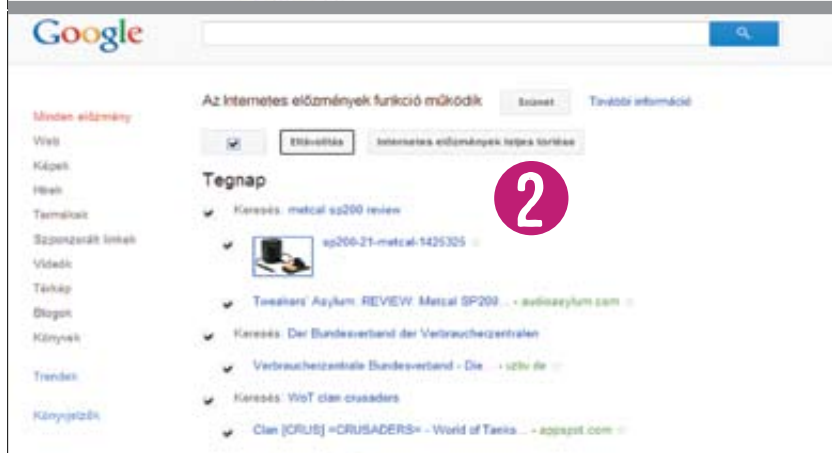 Google
Az Internetes előzmények funkció működik Szünet További információ
Minden előzmény
Eltávolítás Internetes előzmények teljes törlése
Web
Képek
Hírek
Termékek
Szponzorált linkek
Videók
Térkép
Blogok
Könyvek
Trendek
Könyvjelzők
Tegnap
2
Keresés: metcal sp200 review
sp200-21-metcal-1425325
Tweakers' Asylum: REVIEW: Metcal SP200... - audioasylum.com
Keresés: Der Bundesverband der Verbraucherzentralen
Verbraucherzentrale Bundesverband - Die ... - vzbv.de
Keresés: WoT clan crusaders
Clan [CRUS] =CRUSADERS= - World of Tanks... - appspot.com